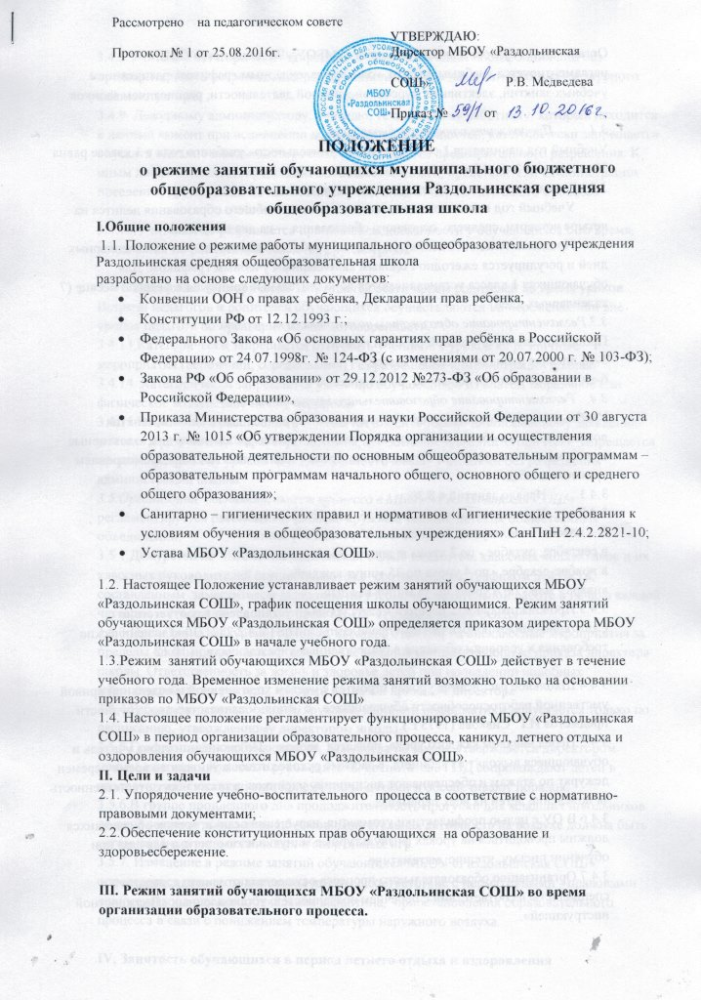 Рассмотрено на педагогическом совете
УТВЕРЖДАЮ:
Протокол № 1 от 25.08.2016г.
Директор МБОУ «Раздольинская
СОШ» Р.В. Медведева
Приказ № 59/1 от 13.10.2016г.
МБОУ
«Раздольинская
СОШ»
ПОЛОЖЕНИЕ
о режиме занятий обучающихся муниципального бюджетного
общеобразовательного учреждения Раздольинская средняя
общеобразовательная школа
I.Общие положения
1.1. Положение о режиме работы муниципального общеобразовательного учреждения
Раздольинская средняя общеобразовательная школа
разработано на основе следующих документов:
• Конвенции ООН о правах ребёнка, Декларации прав ребенка;
• Конституции РФ от 12.12.1993 г.;
• Федерального Закона «Об основных гарантиях прав ребёнка в Российской
Федерации» от 24.07.1998г. № 124-ФЗ (с изменениями от 20.07.2000 г. № 103-ФЗ);
• Закона РФ «Об образовании» от 29.12.2012 №273-ФЗ «Об образовании в
Российской Федерации»,
• Приказа Министерства образования и науки Российской Федерации от 30 августа
2013 г. № 1015 «Об утверждении Порядка организации и осуществления
образовательной деятельности по основным общеобразовательным программам –
образовательным программам начального общего, основного общего и среднего
общего образования»;
• Санитарно – гигиенических правил и нормативов «Гигиенические требования к
условиям обучения в общеобразовательных учреждениях» СанПиН 2.4.2.2821-10;
• Устава МБОУ «Раздольинская СОШ».
1.2. Настоящее Положение устанавливает режим занятий обучающихся МБОУ
«Раздольинская СОШ», график посещения школы обучающимися. Режим занятий
обучающихся МБОУ «Раздольинская СОШ» определяется приказом директора МБОУ
«Раздольинская СОШ» в начале учебного года.
1.3.Режим занятий обучающихся МБОУ «Раздольинская СОШ» действует в течение
учебного года. Временное изменение режима занятий возможно только на основании
приказов по МБОУ «Раздольинская СОШ»
1.4. Настоящее положение регламентирует функционирование МБОУ «Раздольинская
СОШ» в период организации образовательного процесса, каникул, летнего отдыха и
оздоровления обучающихся МБОУ «Раздольинская СОШ».
II. Цели и задачи
2.1. Упорядочение учебно-воспитательного процесса в соответствие с нормативно-
правовыми документами;
2.2.Обеспечение конституционных прав обучающихся на образование и
здоровьесбережение.
III. Режим занятий обучающихся МБОУ «Раздольинская СОШ» во время
организации образовательного процесса.